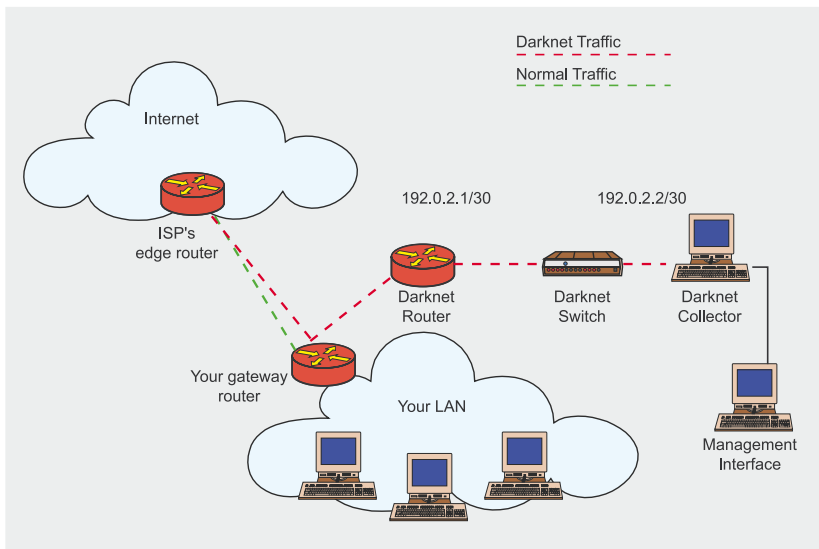 Darknet Traffic
Normal Traffic
Internet
192.0.2.1/30
192.0.2.2/30
ISP's
edge router
Darknet
Router
Darknet
Switch
Darknet
Collector
Your gateway
router
Your LAN
Management
Interface